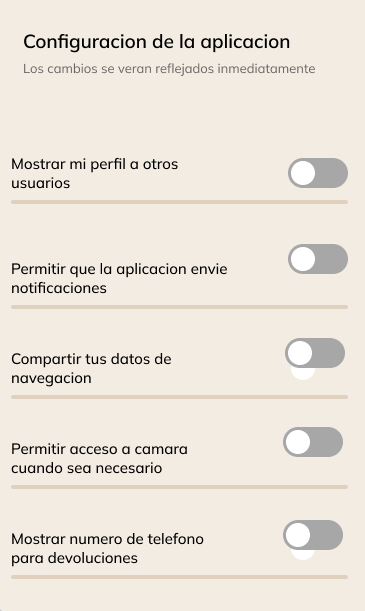 Configuracion de la aplicacion
Los cambios se veran reflejados inmediatamente
Mostrar mi perfil a otros
usuarios
Permitir que la aplicacion envie
notificaciones
Compartir tus datos de
navegacion
Permitir acceso a camara
cuando sea necesario
Mostrar numero de telefono
para devoluciones